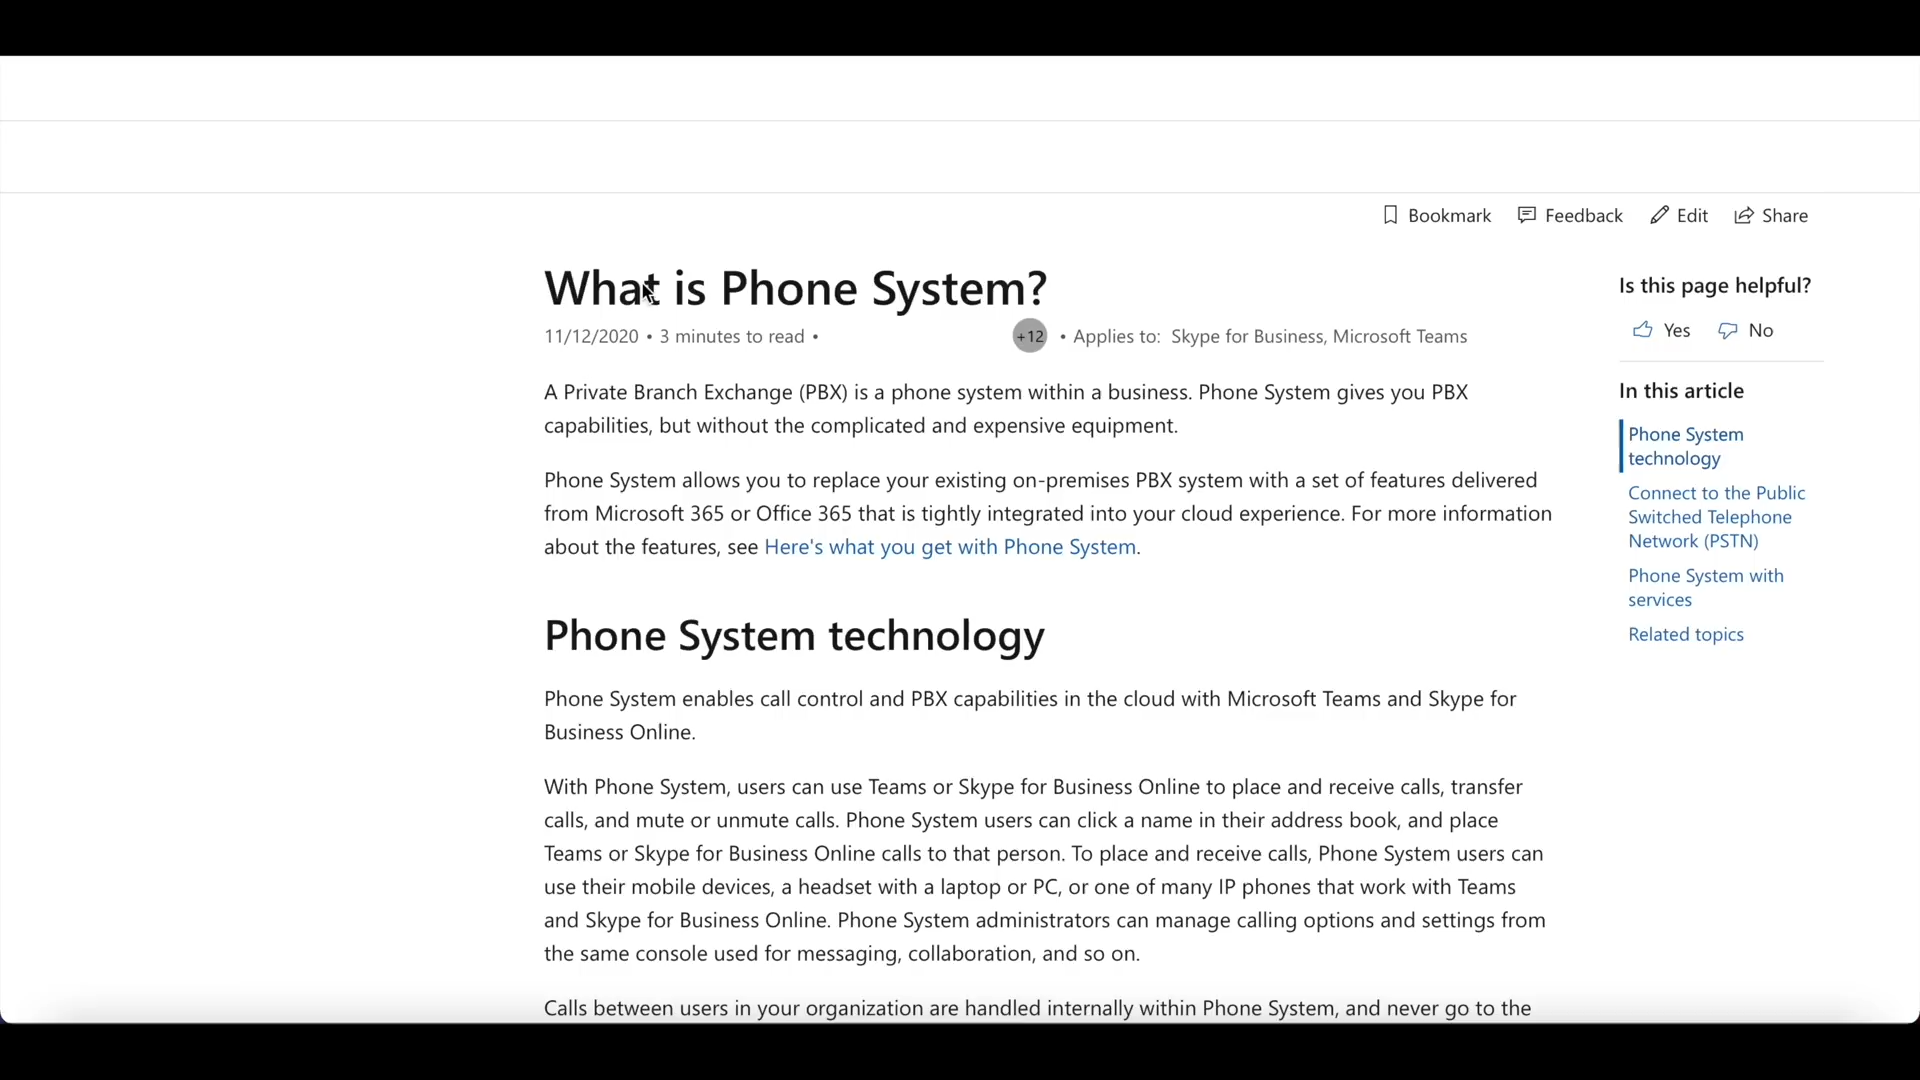 Bookmark Feedback Edit Share
What is Phone System?
11/12/2020 • 3 minutes to read • +12 • Applies to: Skype for Business, Microsoft Teams
A Private Branch Exchange (PBX) is a phone system within a business. Phone System gives you PBX
capabilities, but without the complicated and expensive equipment.
Phone System allows you to replace your existing on-premises PBX system with a set of features delivered
from Microsoft 365 or Office 365 that is tightly integrated into your cloud experience. For more information
about the features, see Here's what you get with Phone System.
Phone System technology
Phone System enables call control and PBX capabilities in the cloud with Microsoft Teams and Skype for
Business Online.
With Phone System, users can use Teams or Skype for Business Online to place and receive calls, transfer
calls, and mute or unmute calls. Phone System users can click a name in their address book, and place
Teams or Skype for Business Online calls to that person. To place and receive calls, Phone System users can
use their mobile devices, a headset with a laptop or PC, or one of many IP phones that work with Teams
and Skype for Business Online. Phone System administrators can manage calling options and settings from
the same console used for messaging, collaboration, and so on.
Calls between users in your organization are handled internally within Phone System, and never go to the
Is this page helpful?
Yes No
In this article
Phone System
technology
Connect to the Public
Switched Telephone
Network (PSTN)
Phone System with
services
Related topics